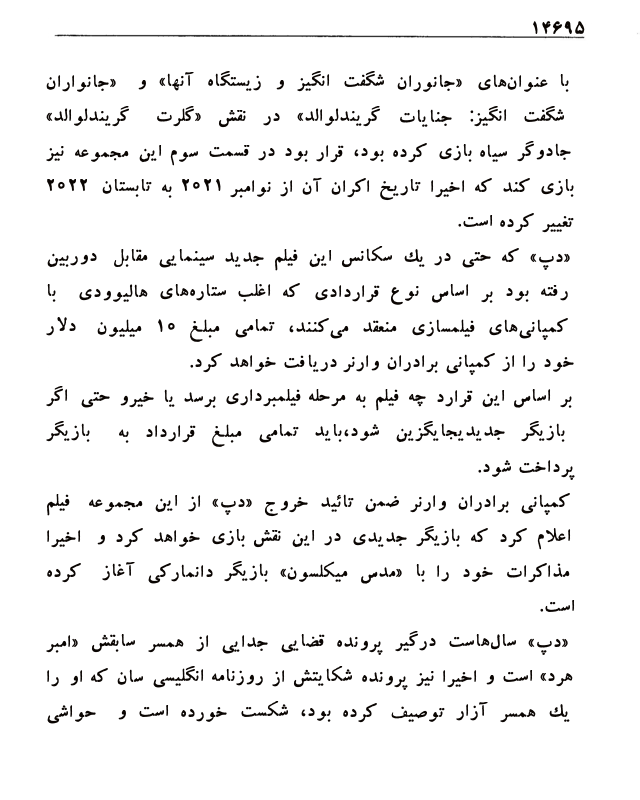 ۱۴۶۹۵
با عنوان‌های «جانوران شگفت انگیز و زیستگاه آنها» و «جانواران
شگفت انگیز: جنایات گریندلوالد» در نقش «گلرت گریندلوالد»
جادوگر سیاه بازی کرده بود، قرار بود در قسمت سوم این مجموعه نیز
بازی کند که اخیرا تاریخ اکران آن از نوامبر ۲۰۲۱ به تابستان ۲۰۲۲
تغییر کرده است.
«دپ» که حتی در یك سکانس این فیلم جدید سینمایی مقابل دوربین
رفته بود بر اساس نوع قراردادی که اغلب ستاره‌های هالیوودی با
کمپانی‌های فیلمسازی منعقد می‌کنند، تمامی مبلغ ۱۰ میلیون دلار
خود را از کمپانی برادران وارنر دریافت خواهد کرد.
بر اساس این قرارد چه فیلم به مرحله فیلمبرداری برسد یا خیرو حتی اگر
بازیگر جدیدیجایگزین شود،باید تمامی مبلغ قرارداد به بازیگر
پرداخت شود.
کمپانی برادران وارنر ضمن تائید خروج «دپ» از این مجموعه فیلم
اعلام کرد که بازیگر جدیدی در این نقش بازی خواهد کرد و اخیرا
مذاکرات خود را با «مدس میکلسون» بازیگر دانمارکی آغاز کرده
است.
«دپ» سال‌هاست درگیر پرونده قضایی جدایی از همسر سابقش «امبر
هرد» است و اخیرا نیز پرونده شکایتش از روزنامه انگلیسی سان که او را
یك همسر آزار توصیف کرده بود، شکست خورده است و حواشی